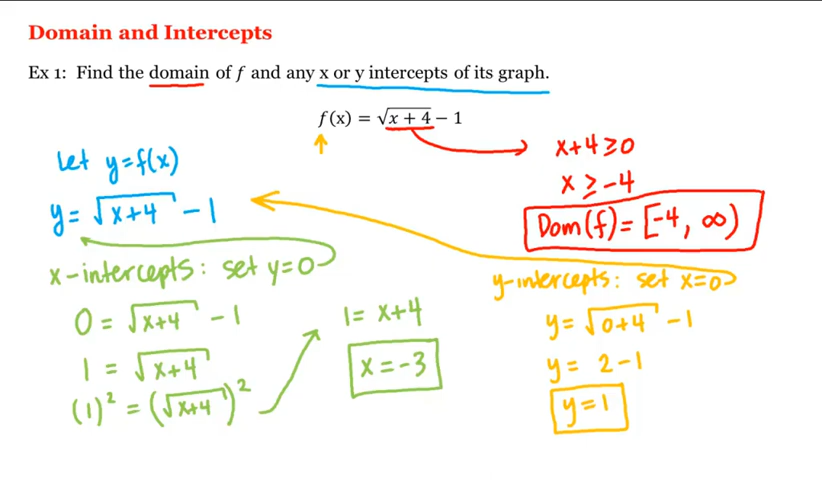 Domain and Intercepts
Ex 1: Find the domain of f and any x or y intercepts of its graph.
f(x) = √x + 4 − 1
x+4≥0
x ≥ -4
Dom(f) = [-4, ∞)
Let y=f(x)
y = √x+4 - 1
x-intercepts: set y=0
0 = √x+4 - 1
1 = √x+4
(1)² = (√x+4)²
1 = x+4
x = -3
y-intercepts: set x=0
y = √0+4 - 1
y = 2-1
y = 1